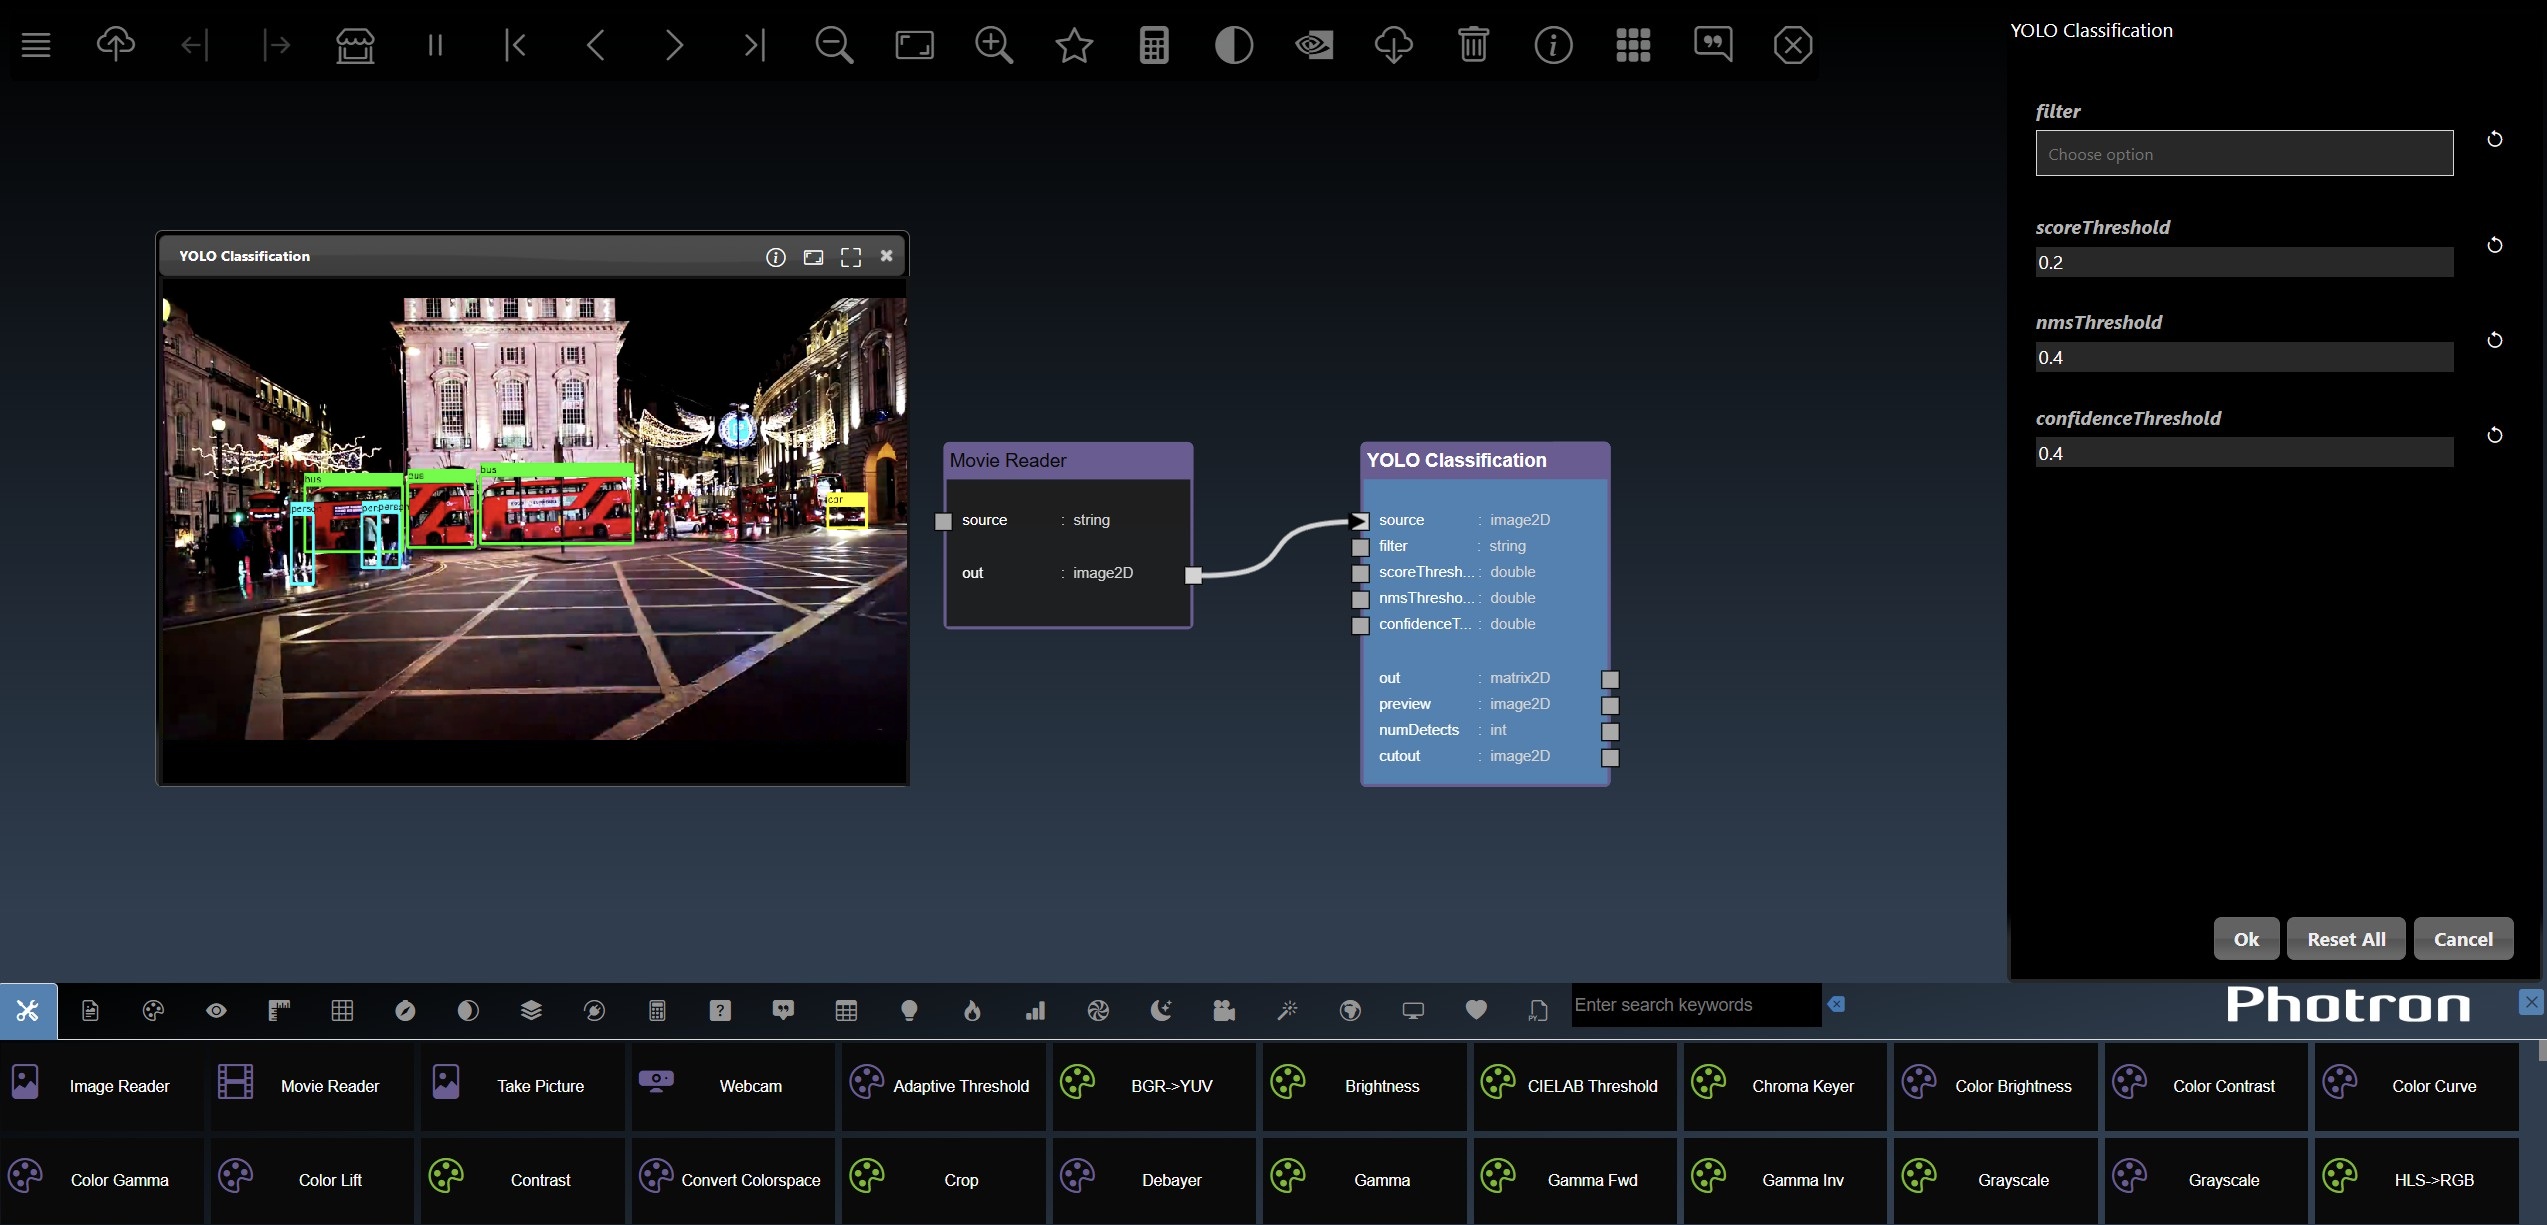 YOLO Classification
filter
Choose option
scoreThreshold
0.2
nmsThreshold
0.4
confidenceThreshold
0.4
Ok
Reset All
Cancel
YOLO Classification
bus
bus
bus
person
person
car
Movie Reader
source : string
out : image2D
YOLO Classification
source : image2D
filter : string
scoreThresh... : double
nmsThresho... : double
confidenceT... : double
out : matrix2D
preview : image2D
numDetects : int
cutout : image2D
Enter search keywords
Photron
Image Reader
Movie Reader
Take Picture
Webcam
Adaptive Threshold
BGR->YUV
Brightness
CIELAB Threshold
Chroma Keyer
Color Brightness
Color Contrast
Color Curve
Color Gamma
Color Lift
Contrast
Convert Colorspace
Crop
Debayer
Gamma
Gamma Fwd
Gamma Inv
Grayscale
Grayscale
HLS->RGB